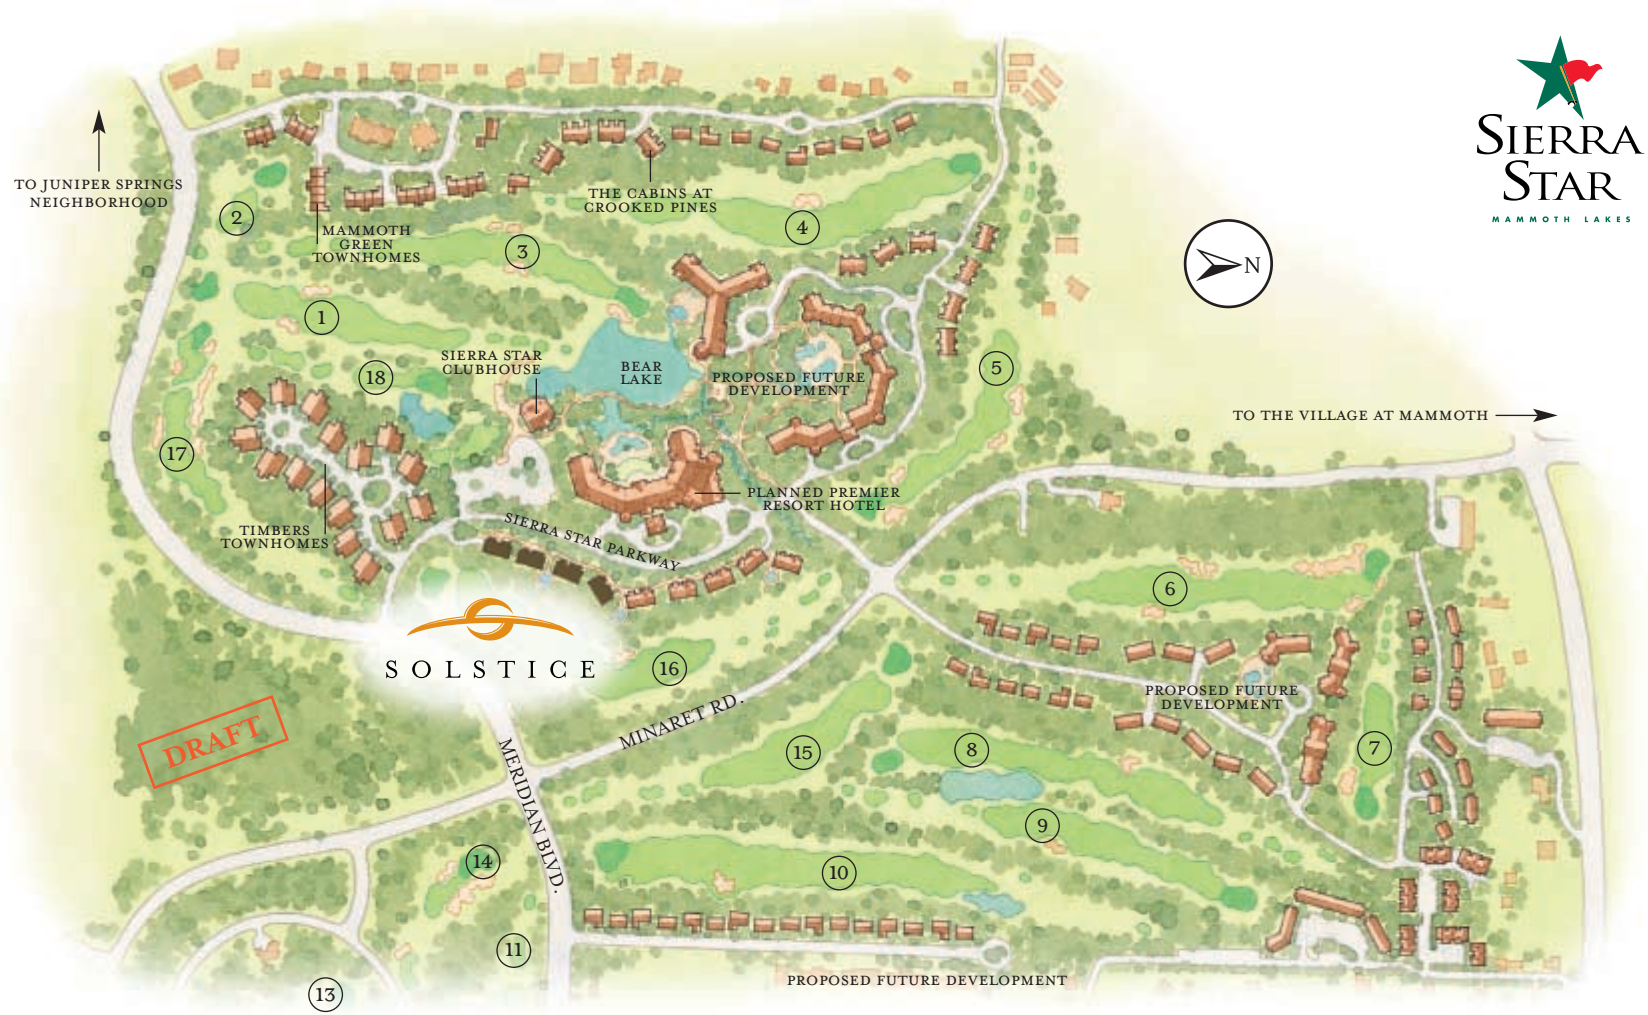 SIERRA
STAR
MAMMOTH LAKES
TO JUNIPER SPRINGS
NEIGHBORHOOD
2
MAMMOTH
GREEN
TOWNHOMES
THE CABINS AT
CROOKED PINES
3
4
N
1
SIERRA STAR
CLUBHOUSE
BEAR
LAKE
PROPOSED FUTURE
DEVELOPMENT
5
18
TO THE VILLAGE AT MAMMOTH
17
PLANNED PREMIER
RESORT HOTEL
TIMBERS
TOWNHOMES
SIERRA STAR PARKWAY
6
SOLSTICE
16
PROPOSED FUTURE
DEVELOPMENT
DRAFT
MINARET RD.
MERIDIAN BLVD.
15
8
7
9
14
10
11
PROPOSED FUTURE DEVELOPMENT
13